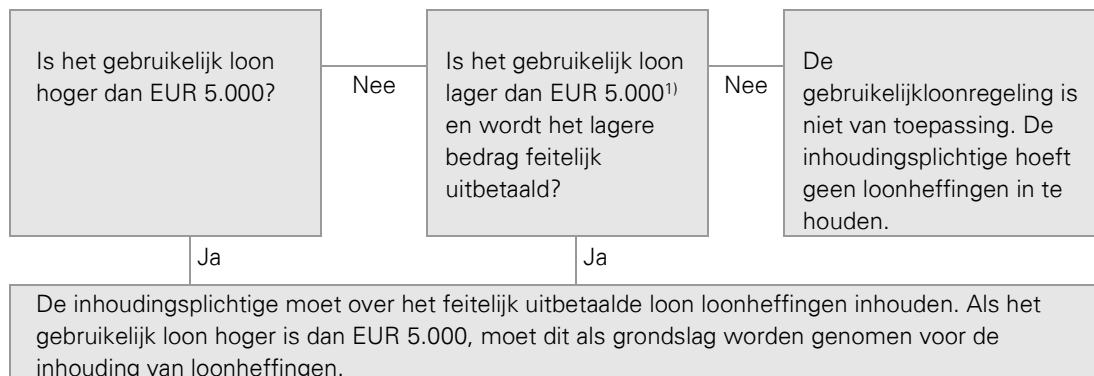 Is het gebruikelijk loon
hoger dan EUR 5.000?
Nee
Is het gebruikelijk loon
lager dan EUR 5.000¹⁾
en wordt het lagere
bedrag feitelijk
uitbetaald?
Nee
De
gebruikelijkloonregeling is
niet van toepassing. De
inhoudingsplichtige hoeft
geen loonheffingen in te
houden.
Ja
Ja
De inhoudingsplichtige moet over het feitelijk uitbetaalde loon loonheffingen inhouden. Als het
gebruikelijk loon hoger is dan EUR 5.000, moet dit als grondslag worden genomen voor de
inhouding van loonheffingen.